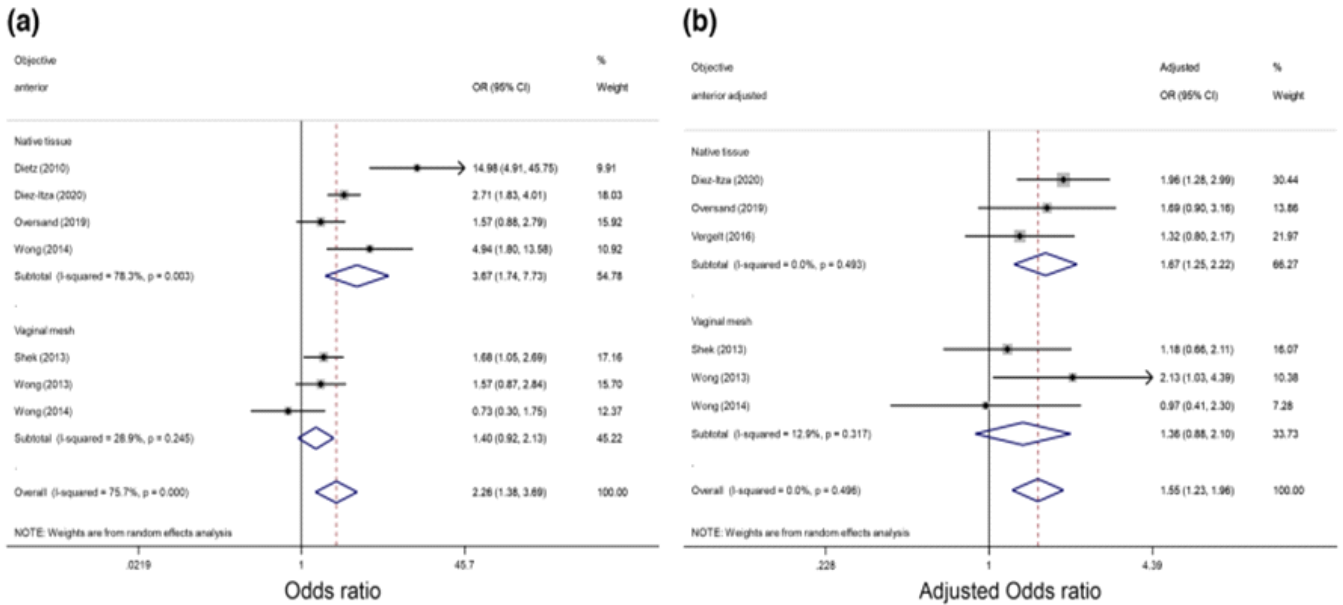 (a)
Objective %
anterior OR (95% CI) Weight
Native tissue
Dietz (2010) 14.98 (4.91, 45.75) 9.91
Diez-Itza (2020) 2.71 (1.83, 4.01) 18.03
Oversand (2019) 1.57 (0.88, 2.79) 15.92
Wong (2014) 4.94 (1.80, 13.58) 10.92
Subtotal (I-squared = 78.3%, p = 0.003) 3.67 (1.74, 7.73) 54.78
.
Vaginal mesh
Shek (2013) 1.68 (1.05, 2.69) 17.16
Wong (2013) 1.57 (0.87, 2.84) 15.70
Wong (2014) 0.73 (0.30, 1.75) 12.37
Subtotal (I-squared = 28.9%, p = 0.245) 1.40 (0.92, 2.13) 45.22
.
Overall (I-squared = 75.7%, p = 0.000) 2.26 (1.38, 3.69) 100.00
NOTE: Weights are from random effects analysis
.0219 1 45.7
Odds ratio
(b)
Objective Adjusted %
anterior adjusted OR (95% CI) Weight
Native tissue
Diez-Itza (2020) 1.96 (1.28, 2.99) 30.44
Oversand (2019) 1.69 (0.90, 3.16) 13.86
Vergelt (2016) 1.32 (0.80, 2.17) 21.97
Subtotal (I-squared = 0.0%, p = 0.493) 1.67 (1.25, 2.22) 66.27
.
Vaginal mesh
Shek (2013) 1.18 (0.66, 2.11) 16.07
Wong (2013) 2.13 (1.03, 4.39) 10.38
Wong (2014) 0.97 (0.41, 2.30) 7.28
Subtotal (I-squared = 12.9%, p = 0.317) 1.36 (0.88, 2.10) 33.73
.
Overall (I-squared = 0.0%, p = 0.496) 1.55 (1.23, 1.96) 100.00
NOTE: Weights are from random effects analysis
.228 1 4.39
Adjusted Odds ratio